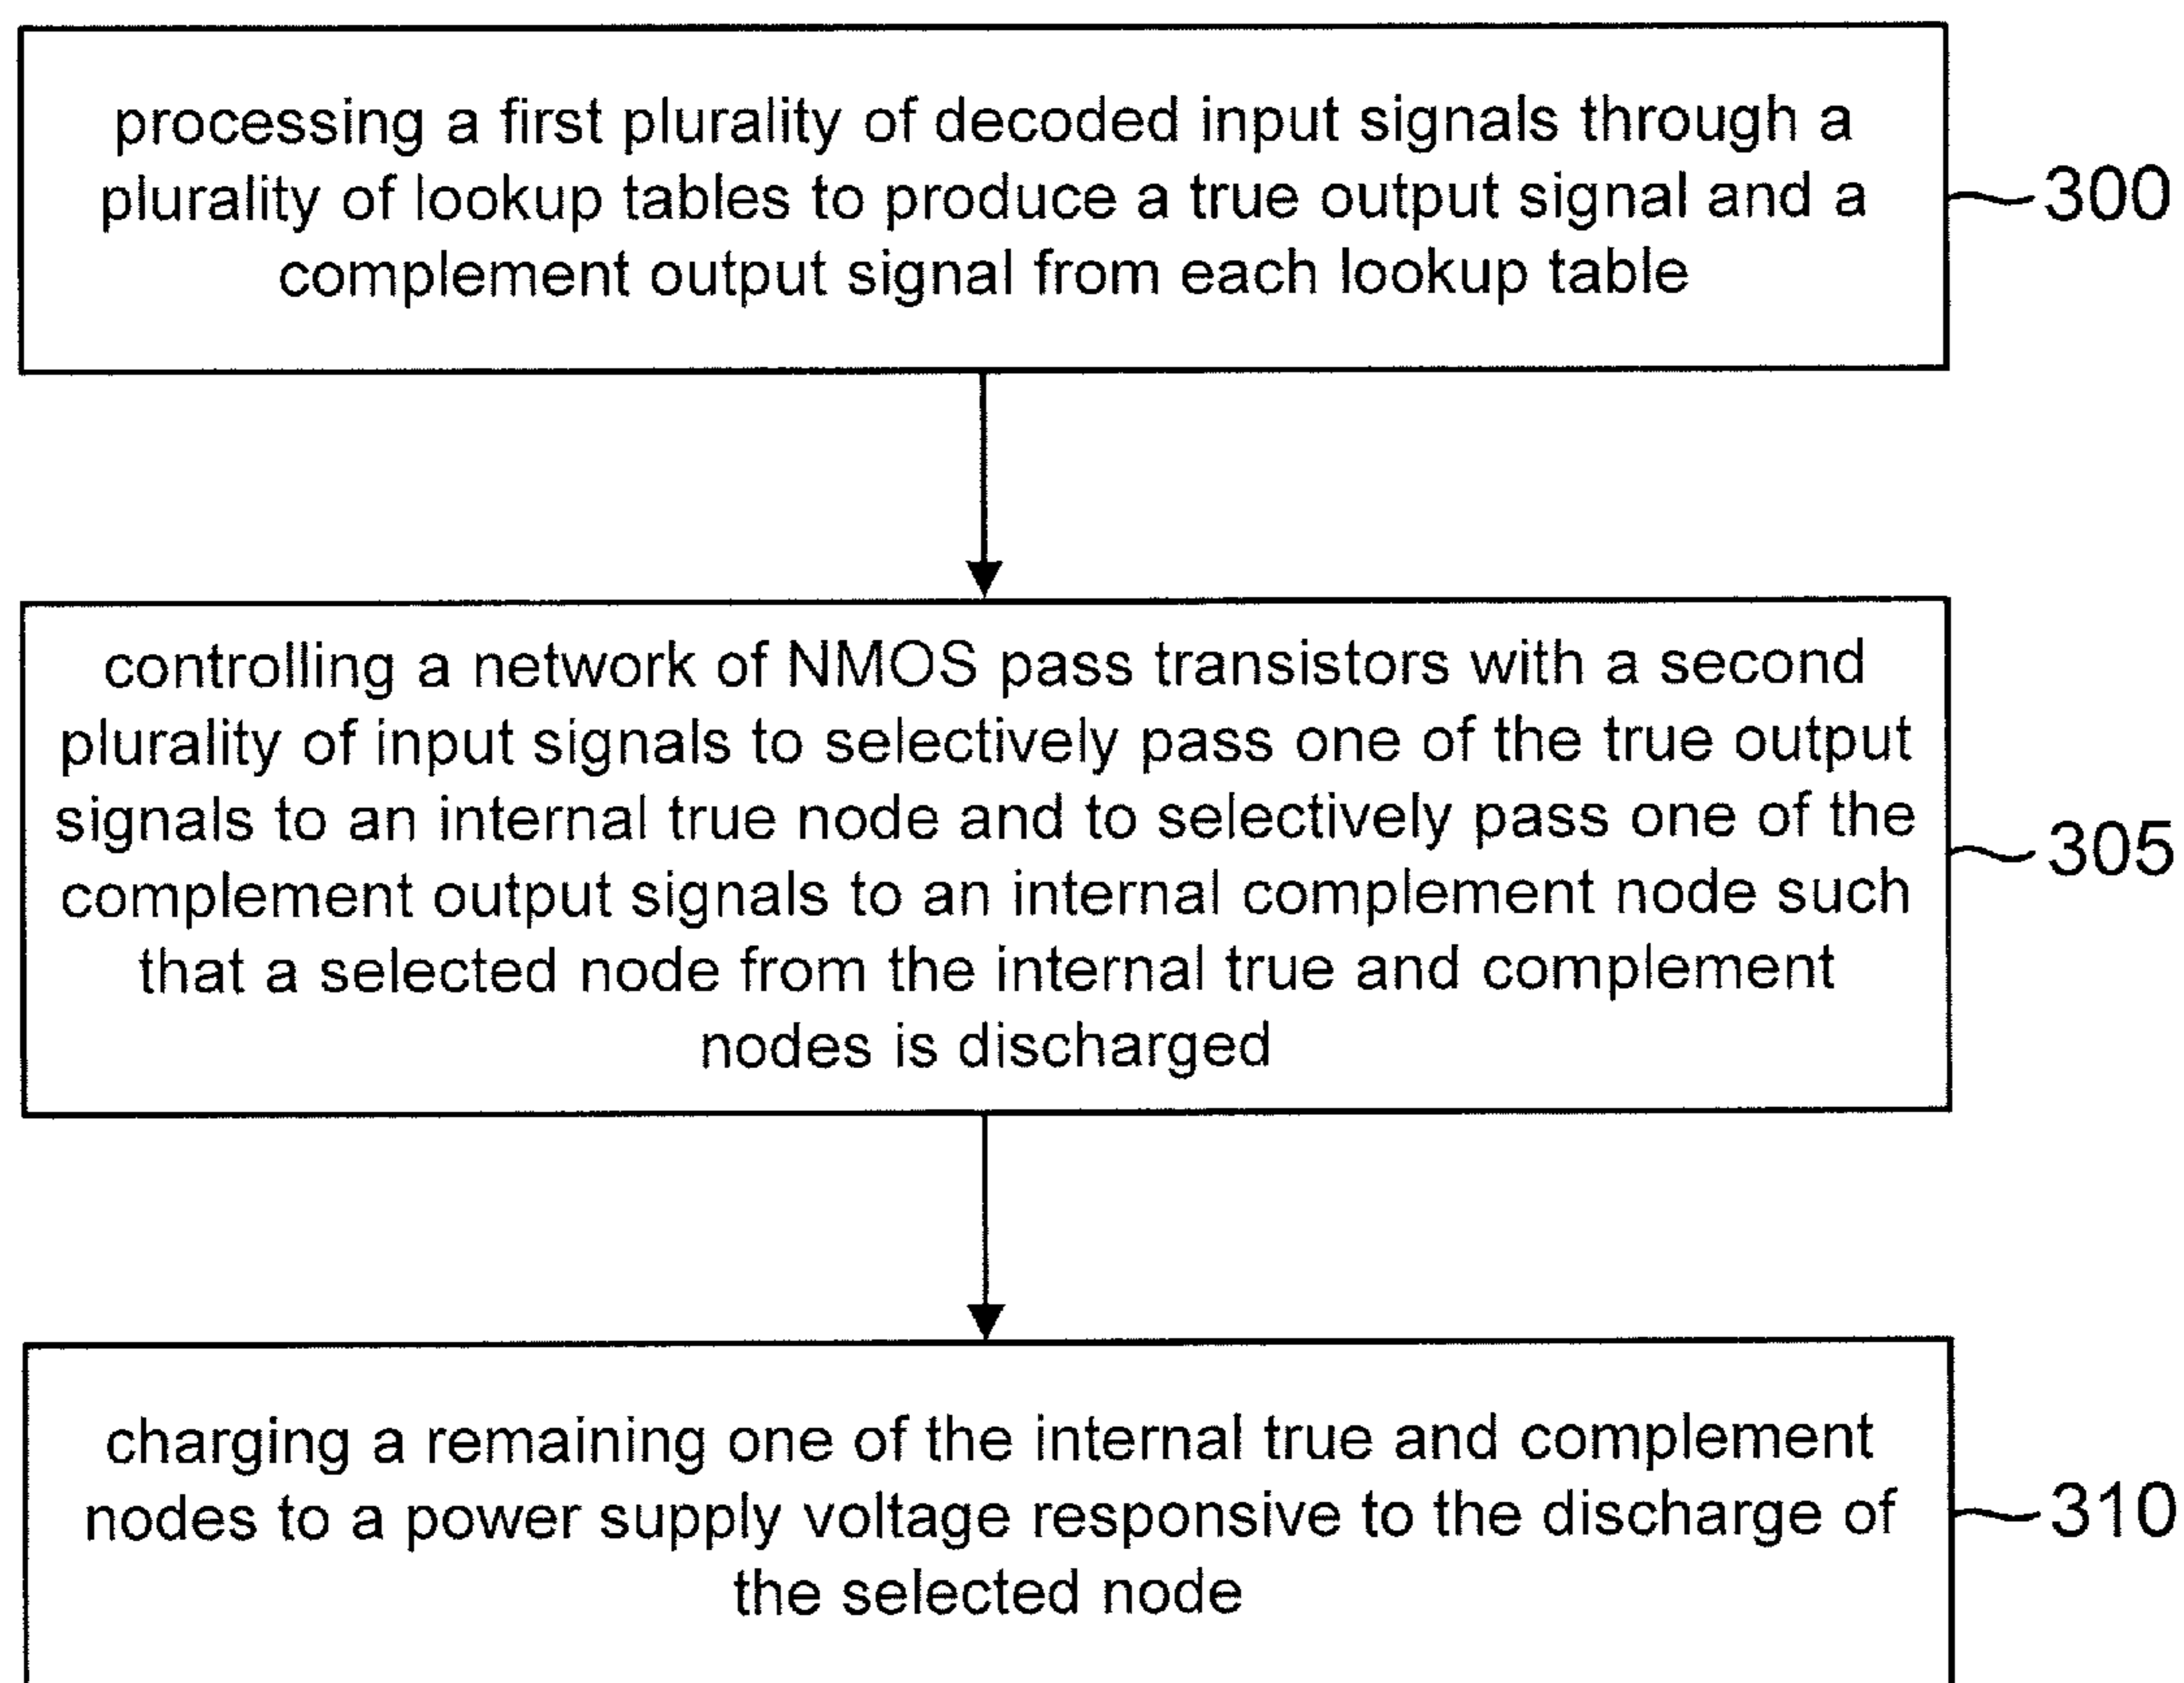 processing a first plurality of decoded input signals through a
plurality of lookup tables to produce a true output signal and a
complement output signal from each lookup table
300
controlling a network of NMOS pass transistors with a second
plurality of input signals to selectively pass one of the true output
signals to an internal true node and to selectively pass one of the
complement output signals to an internal complement node such
that a selected node from the internal true and complement
nodes is discharged
305
charging a remaining one of the internal true and complement
nodes to a power supply voltage responsive to the discharge of
the selected node
310